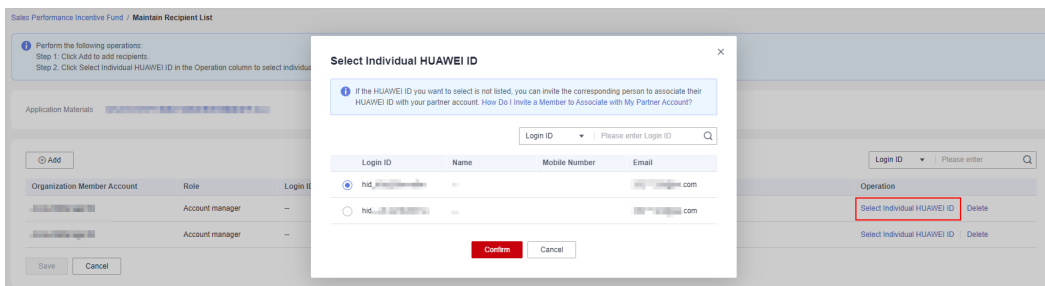 Sales Performance Incentive Fund / Maintain Recipient List
Perform the following operations:
Step 1: Click Add to add recipients.
Step 2. Click Select Individual HUAWEI ID in the Operation column to select individua
Application Materials
Add
Login ID Please enter
Organization Member Account Role Login ID Operation
Account manager -- Select Individual HUAWEI ID Delete
Account manager -- Select Individual HUAWEI ID Delete
Save Cancel
Select Individual HUAWEI ID
If the HUAWEI ID you want to select is not listed, you can invite the corresponding person to associate their
HUAWEI ID with your partner account. How Do I Invite a Member to Associate with My Partner Account?
Login ID Please enter Login ID
Login ID Name Mobile Number Email
hid_ .com
hid .com
Confirm Cancel